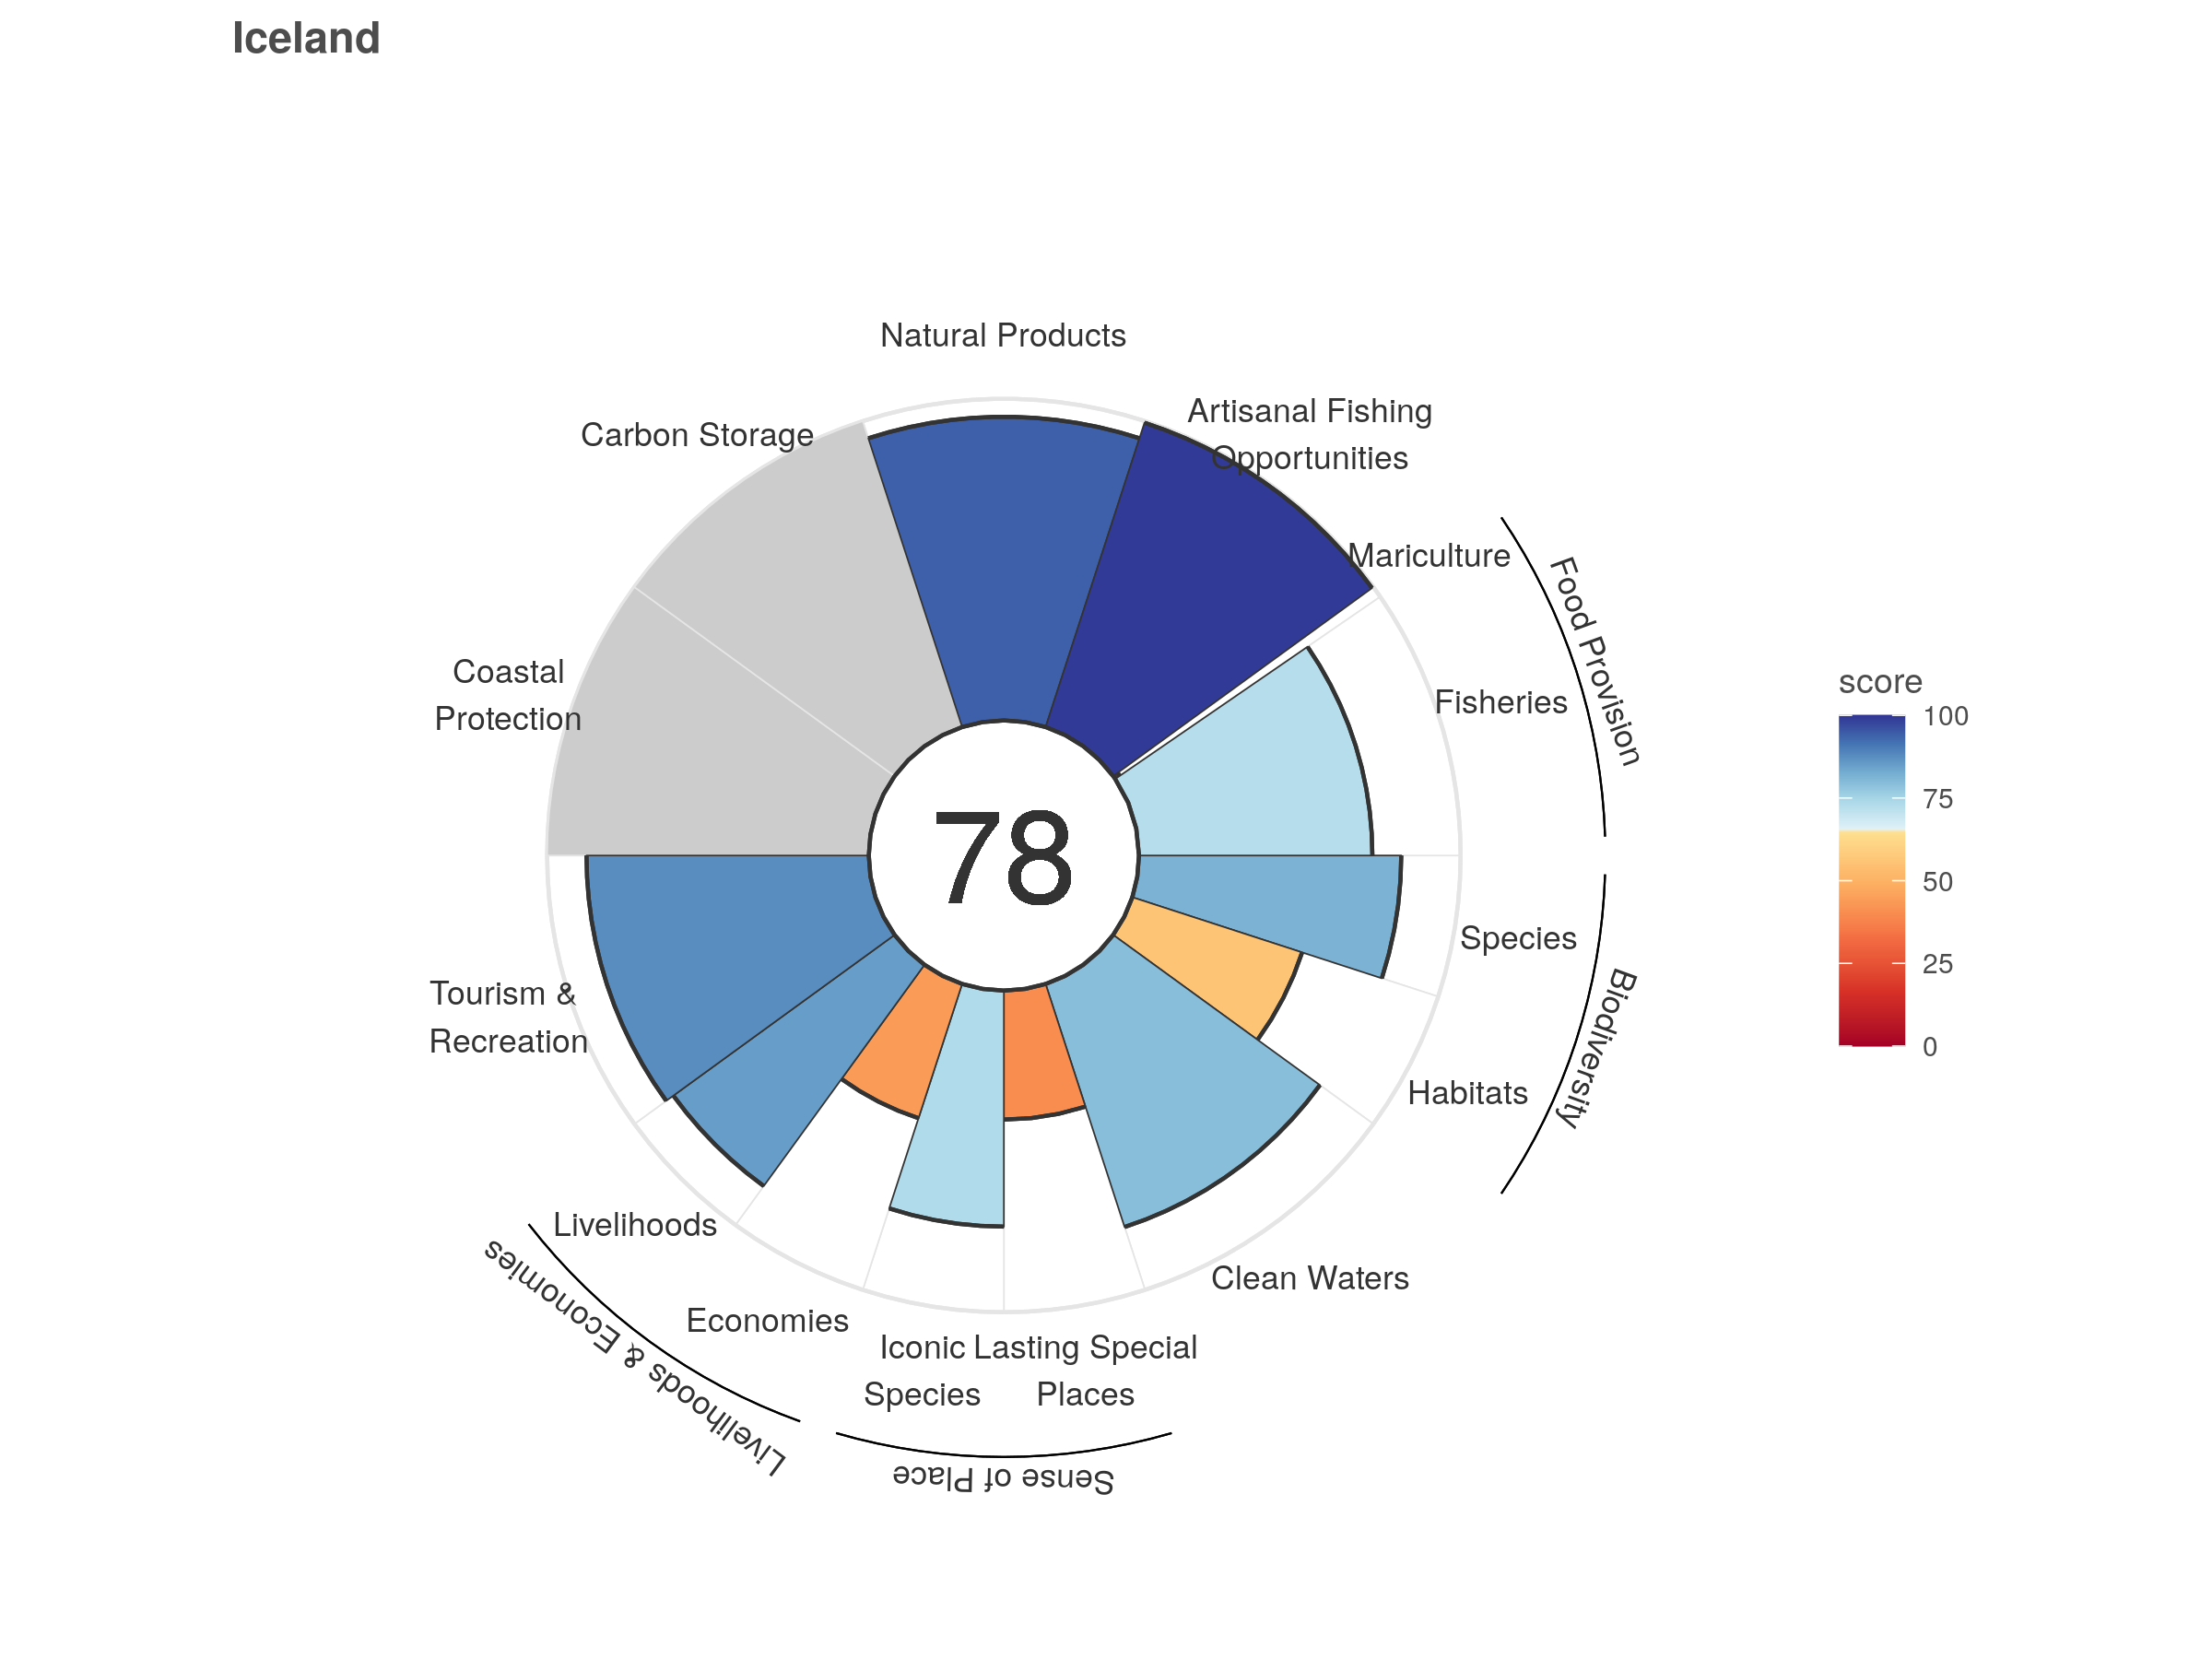 Iceland
Natural Products
Artisanal Fishing
Opportunities
Carbon Storage
Mariculture
Food Provision
Fisheries
Coastal
Protection
score
100
75
50
25
0
78
Species
Biodiversity
Habitats
Tourism &
Recreation
Livelihoods
Clean Waters
Economies
Livelihoods & Economies
Iconic
Species
Lasting Special
Places
Sense of Place